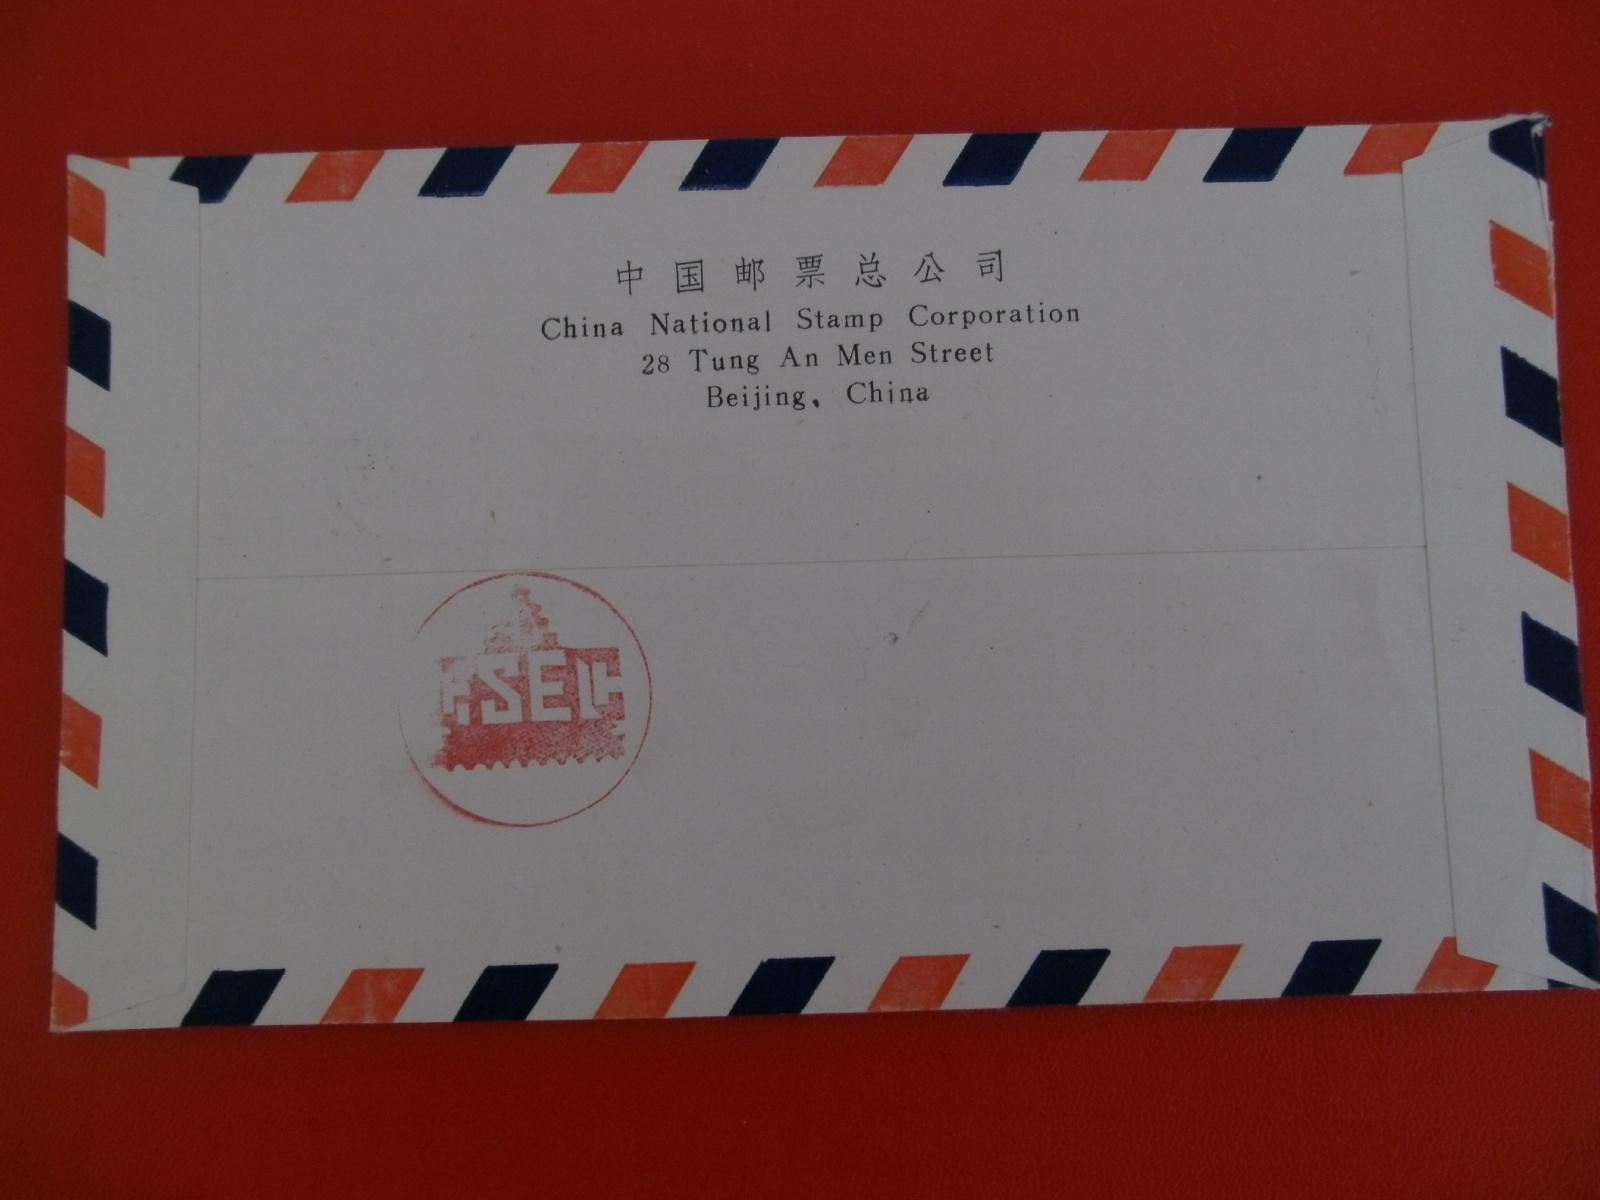 中国邮票总公司
China National Stamp Corporation
28 Tung An Men Street
Beijing, China